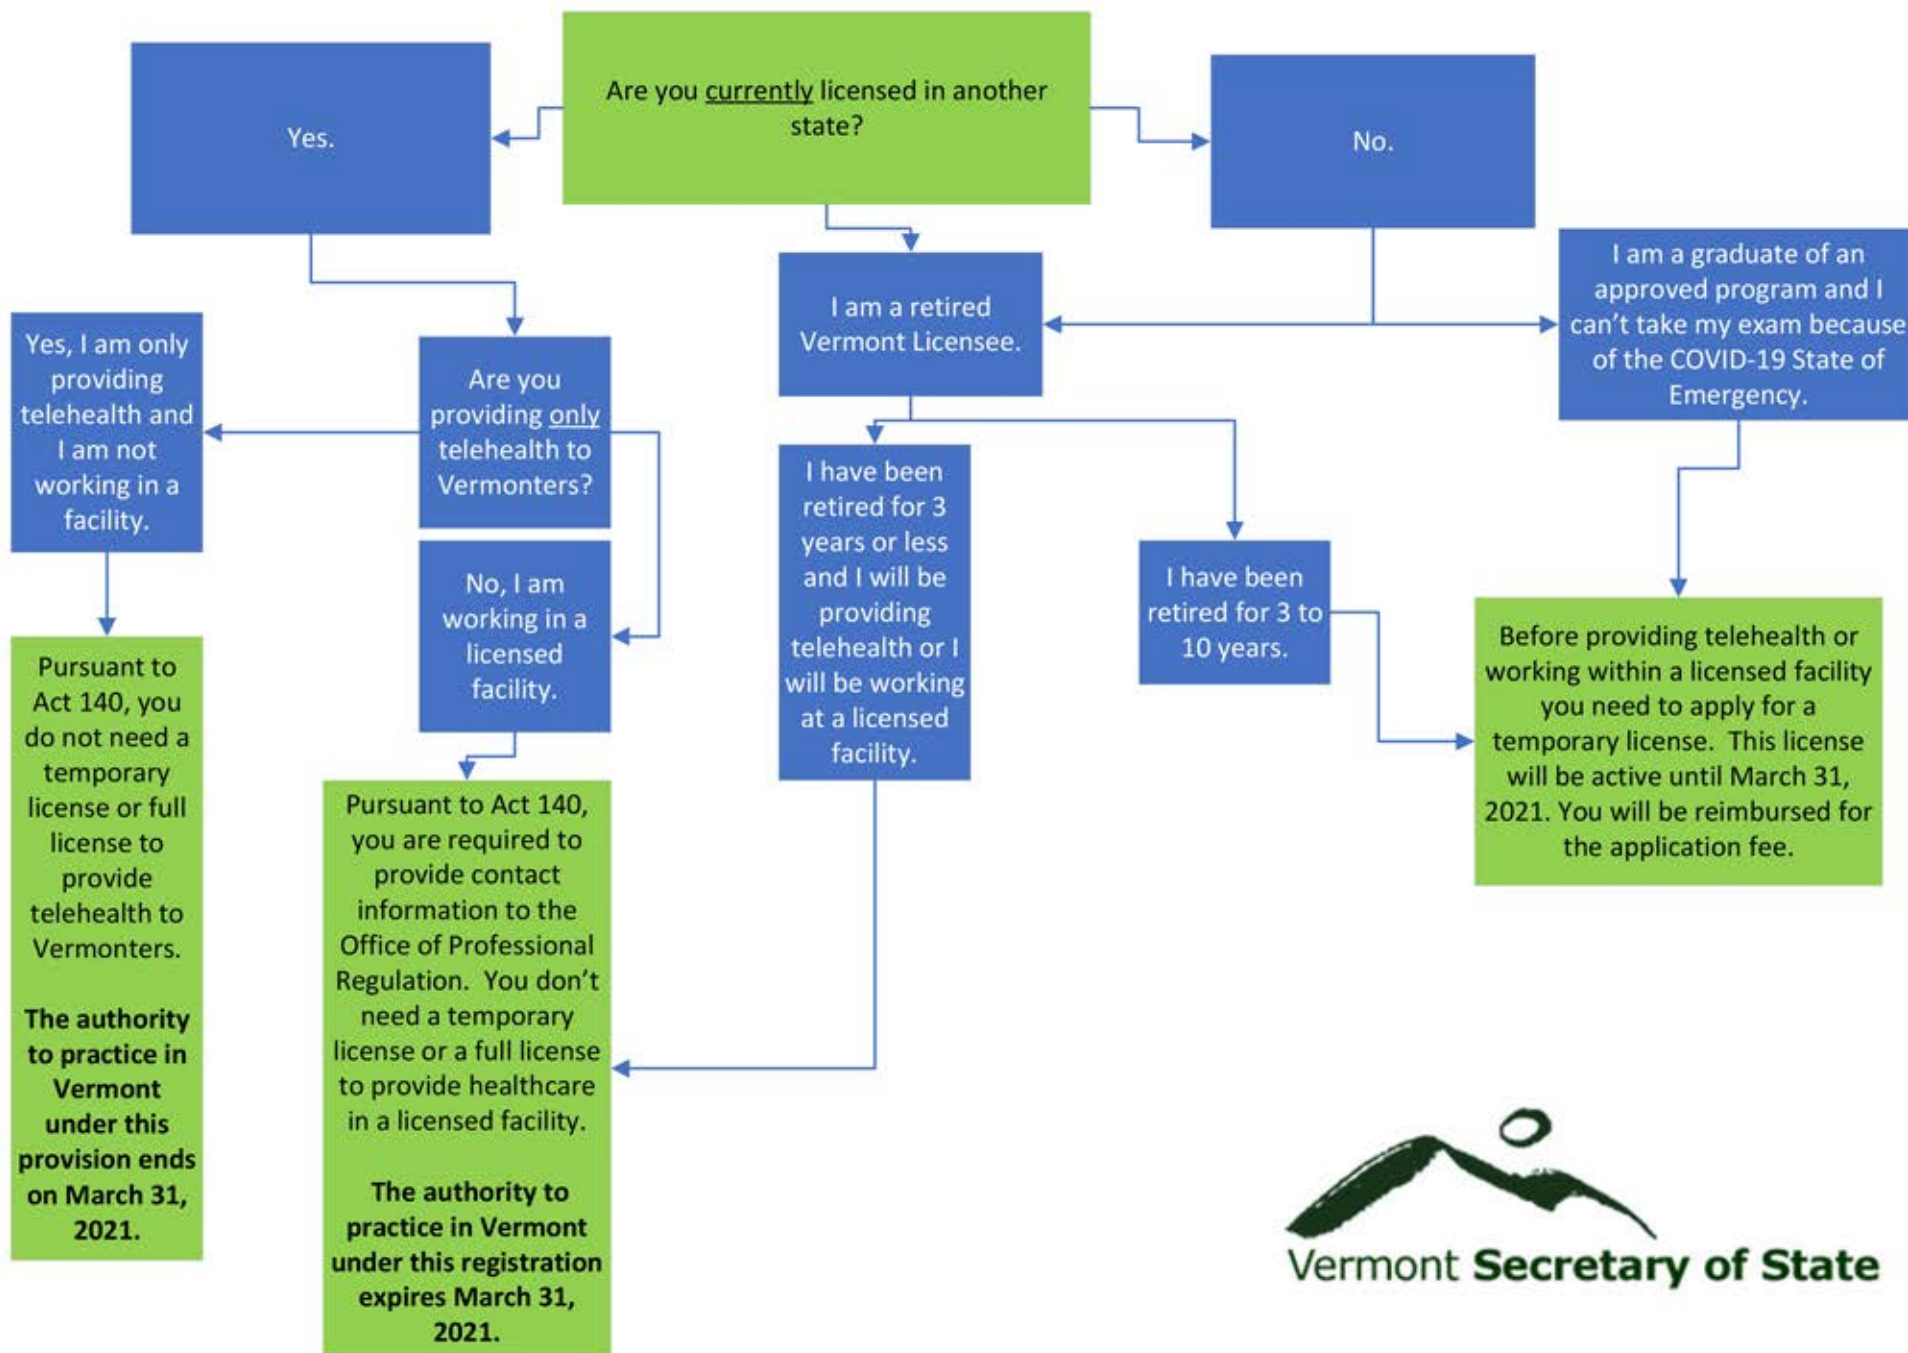 Are you currently licensed in another
state?
Yes.
No.
I am a retired
Vermont Licensee.
I am a graduate of an
approved program and I
can't take my exam because
of the COVID-19 State of
Emergency.
Yes, I am only
providing
telehealth and
I am not
working in a
facility.
Are you
providing only
telehealth to
Vermonters?
No, I am
working in a
licensed
facility.
I have been
retired for 3
years or less
and I will be
providing
telehealth or I
will be working
at a licensed
facility.
I have been
retired for 3 to
10 years.
Before providing telehealth or
working within a licensed facility
you need to apply for a
temporary license.  This license
will be active until March 31,
2021. You will be reimbursed for
the application fee.
Pursuant to
Act 140, you
do not need a
temporary
license or full
license to
provide
telehealth to
Vermonters.
The authority
to practice in
Vermont
under this
provision ends
on March 31,
2021.
Pursuant to Act 140,
you are required to
provide contact
information to the
Office of Professional
Regulation.  You don't
need a temporary
license or a full license
to provide healthcare
in a licensed facility.
The authority to
practice in Vermont
under this registration
expires March 31,
2021.
Vermont Secretary of State